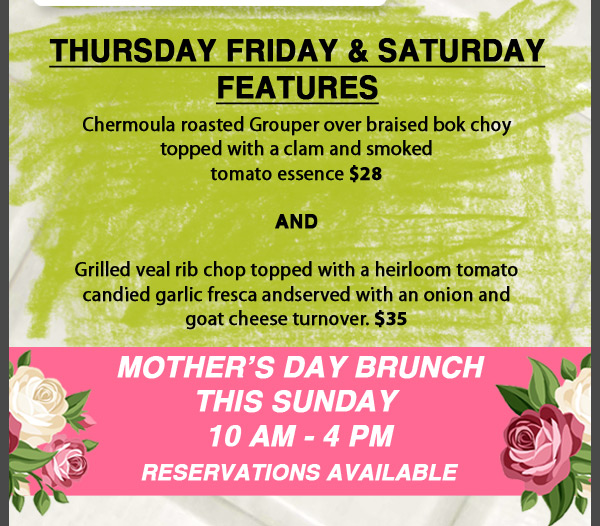 THURSDAY FRIDAY & SATURDAY
FEATURES
Chermoula roasted Grouper over braised bok choy
topped with a clam and smoked
tomato essence $28
AND
Grilled veal rib chop topped with a heirloom tomato
candied garlic fresca andserved with an onion and
goat cheese turnover. $35
MOTHER'S DAY BRUNCH
THIS SUNDAY
10 AM - 4 PM
RESERVATIONS AVAILABLE